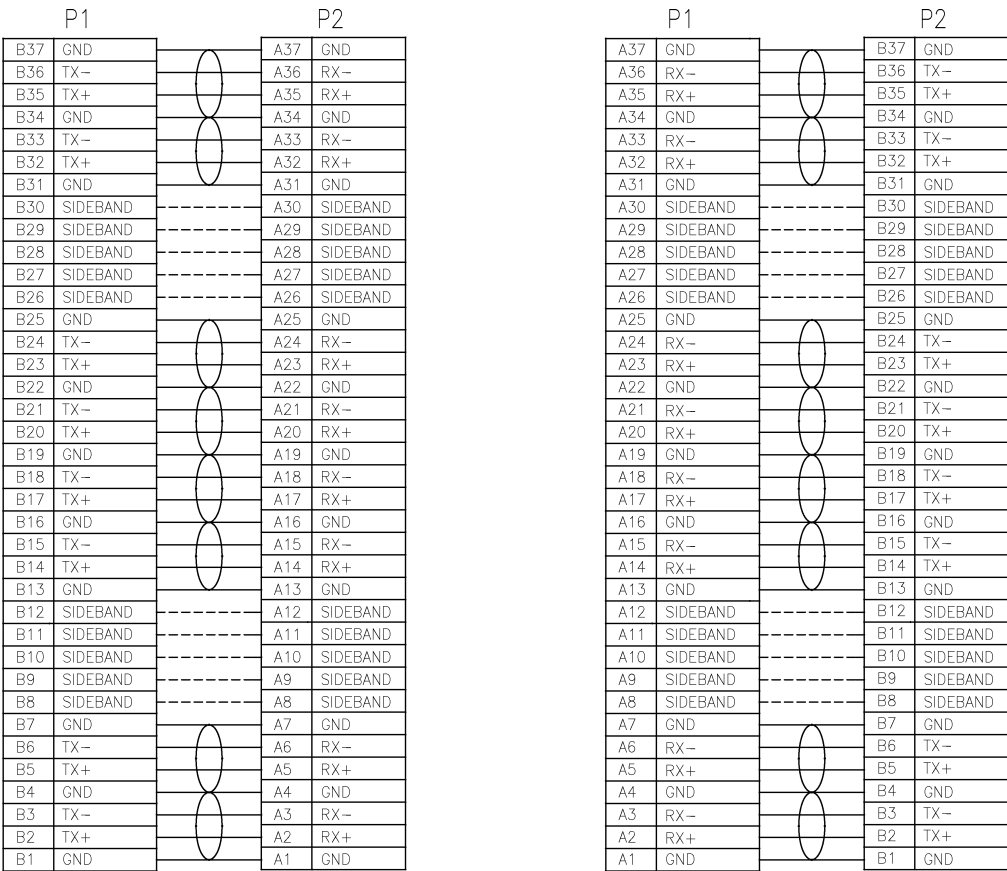 P1 P2 P1 P2
B37 GND A37 GND A37 GND B37 GND
B36 TX- A36 RX- A36 RX- B36 TX-
B35 TX+ A35 RX+ A35 RX+ B35 TX+
B34 GND A34 GND A34 GND B34 GND
B33 TX- A33 RX- A33 RX- B33 TX-
B32 TX+ A32 RX+ A32 RX+ B32 TX+
B31 GND A31 GND A31 GND B31 GND
B30 SIDEBAND A30 SIDEBAND A30 SIDEBAND B30 SIDEBAND
B29 SIDEBAND A29 SIDEBAND A29 SIDEBAND B29 SIDEBAND
B28 SIDEBAND A28 SIDEBAND A28 SIDEBAND B28 SIDEBAND
B27 SIDEBAND A27 SIDEBAND A27 SIDEBAND B27 SIDEBAND
B26 SIDEBAND A26 SIDEBAND A26 SIDEBAND B26 SIDEBAND
B25 GND A25 GND A25 GND B25 GND
B24 TX- A24 RX- A24 RX- B24 TX-
B23 TX+ A23 RX+ A23 RX+ B23 TX+
B22 GND A22 GND A22 GND B22 GND
B21 TX- A21 RX- A21 RX- B21 TX-
B20 TX+ A20 RX+ A20 RX+ B20 TX+
B19 GND A19 GND A19 GND B19 GND
B18 TX- A18 RX- A18 RX- B18 TX-
B17 TX+ A17 RX+ A17 RX+ B17 TX+
B16 GND A16 GND A16 GND B16 GND
B15 TX- A15 RX- A15 RX- B15 TX-
B14 TX+ A14 RX+ A14 RX+ B14 TX+
B13 GND A13 GND A13 GND B13 GND
B12 SIDEBAND A12 SIDEBAND A12 SIDEBAND B12 SIDEBAND
B11 SIDEBAND A11 SIDEBAND A11 SIDEBAND B11 SIDEBAND
B10 SIDEBAND A10 SIDEBAND A10 SIDEBAND B10 SIDEBAND
B9 SIDEBAND A9 SIDEBAND A9 SIDEBAND B9 SIDEBAND
B8 SIDEBAND A8 SIDEBAND A8 SIDEBAND B8 SIDEBAND
B7 GND A7 GND A7 GND B7 GND
B6 TX- A6 RX- A6 RX- B6 TX-
B5 TX+ A5 RX+ A5 RX+ B5 TX+
B4 GND A4 GND A4 GND B4 GND
B3 TX- A3 RX- A3 RX- B3 TX-
B2 TX+ A2 RX+ A2 RX+ B2 TX+
B1 GND A1 GND A1 GND B1 GND